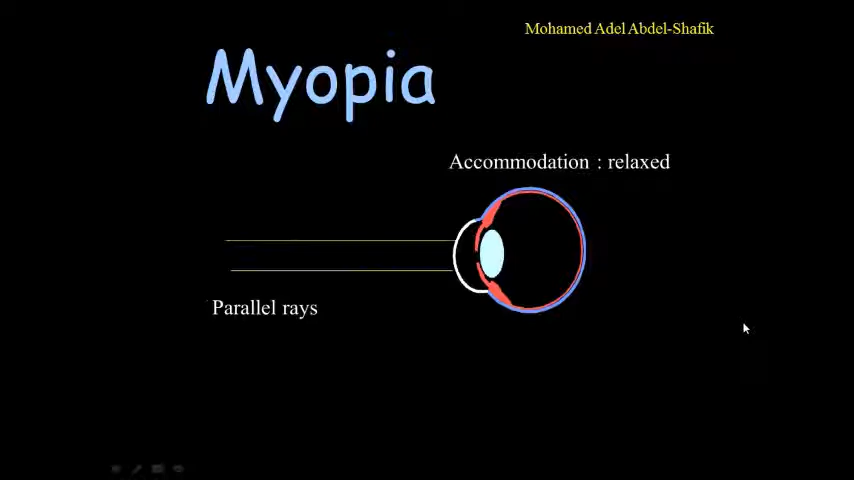 Mohamed Adel Abdel-Shafik
Myopia
Accommodation : relaxed
Parallel rays